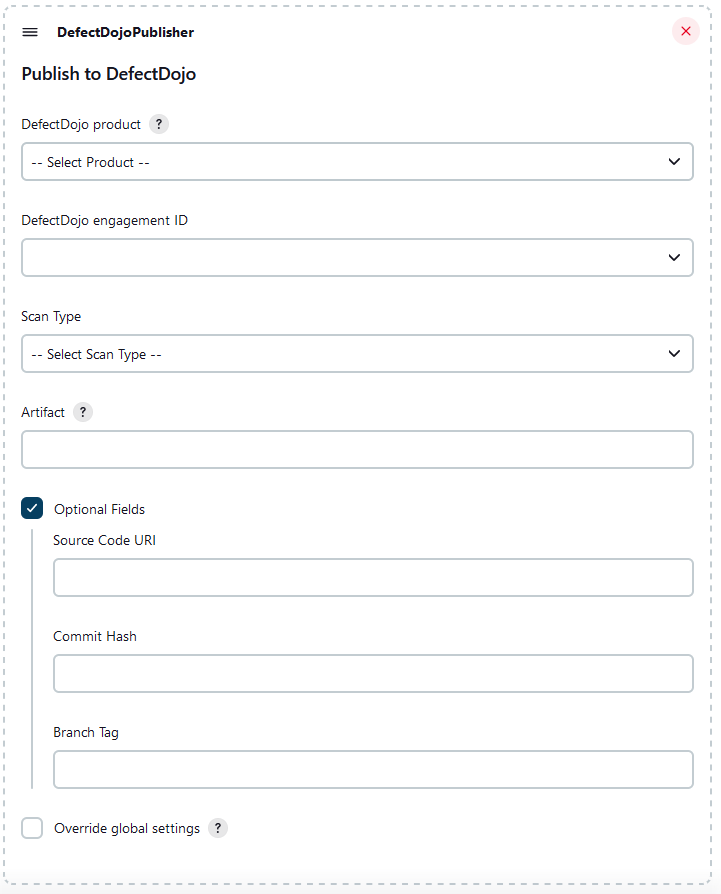 DefectDojoPublisher
Publish to DefectDojo
DefectDojo product ?
-- Select Product --
DefectDojo engagement ID
Scan Type
-- Select Scan Type --
Artifact ?
Optional Fields
Source Code URI
Commit Hash
Branch Tag
Override global settings ?